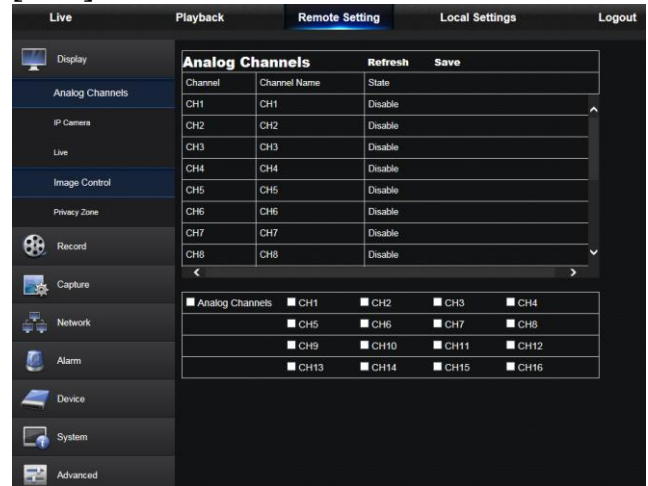 Live Playback Remote Setting Local Settings Logout
Display
Analog Channels
IP Camera
Live
Image Control
Privacy Zone
Record
Capture
Network
Alarm
Device
System
Advanced
Analog Channels Refresh Save
Channel Channel Name State
CH1 CH1 Disable
CH2 CH2 Disable
CH3 CH3 Disable
CH4 CH4 Disable
CH5 CH5 Disable
CH6 CH6 Disable
CH7 CH7 Disable
CH8 CH8 Disable
Analog Channels CH1 CH2 CH3 CH4
CH5 CH6 CH7 CH8
CH9 CH10 CH11 CH12
CH13 CH14 CH15 CH16